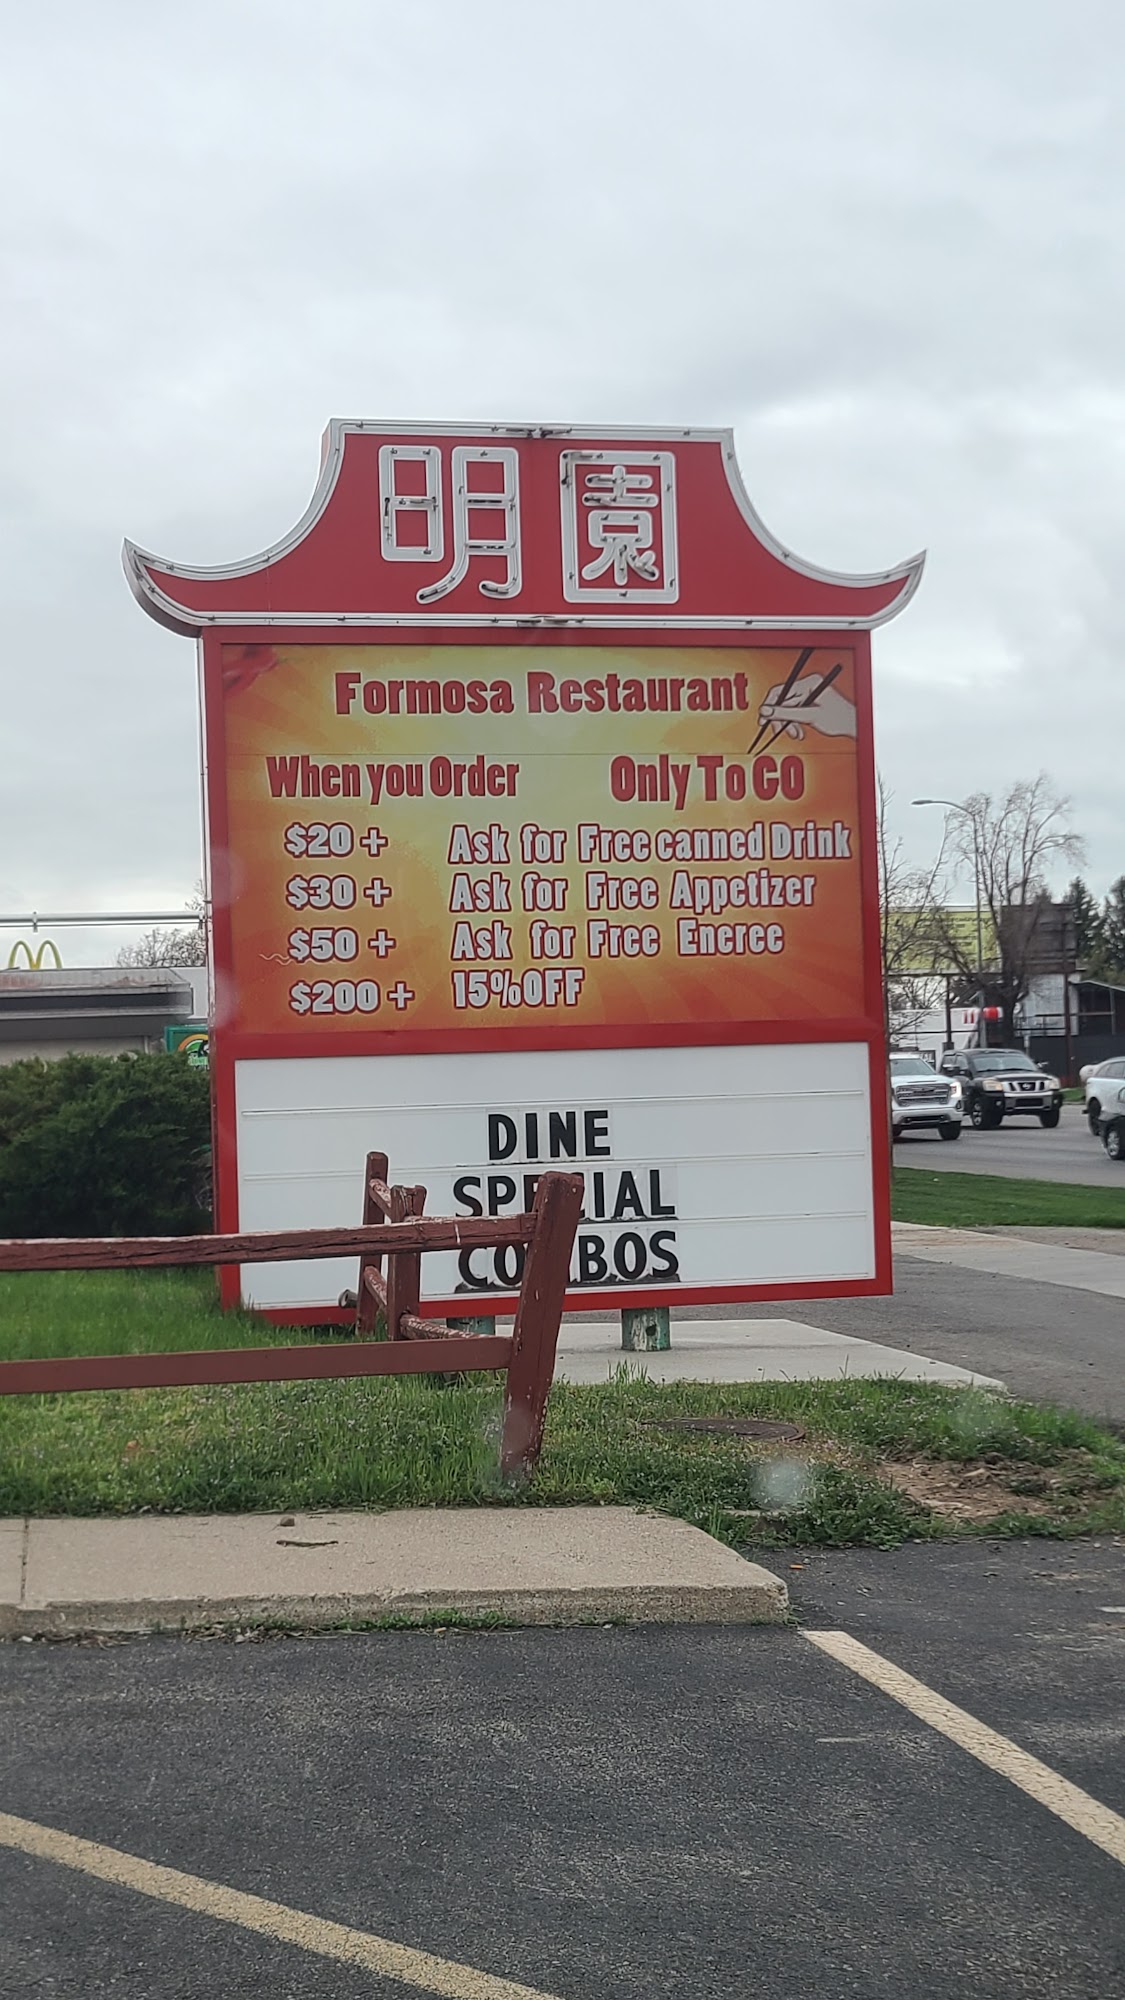 明園
Formosa Restaurant
When you Order Only To GO
$20 + Ask for Free canned Drink
$30 + Ask for Free Appetizer
$50 + Ask for Free Eneree
$200 + 15%OFF
DINE
SPECIAL
COMBOS